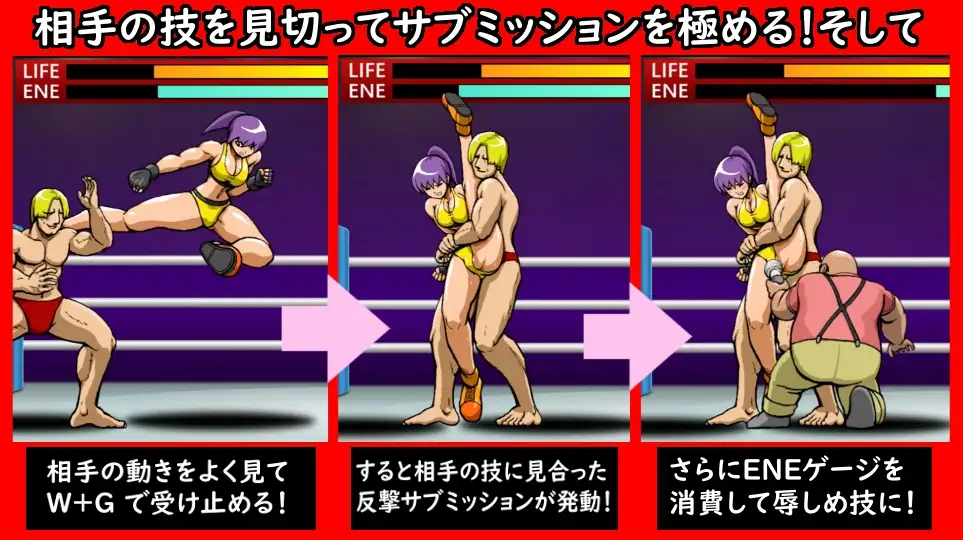 相手の技を見切ってサブミッションを極める!そして
LIFE
ENE
LIFE
ENE
LIFE
ENE
相手の動きをよく見て
W+G で受け止める!
すると相手の技に見合った
反撃サブミッションが発動!
さらにENEゲージを
消費して辱しめ技に!